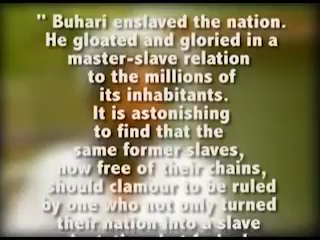 " Buhari enslaved the nation.
He gloated and gloried in a
master-slave relation
to the millions of
its inhabitants.
It is astonishing
to find that the
same former slaves,
now free of their chains,
should clamour to be ruled
by one who not only turned
their nation into a slave